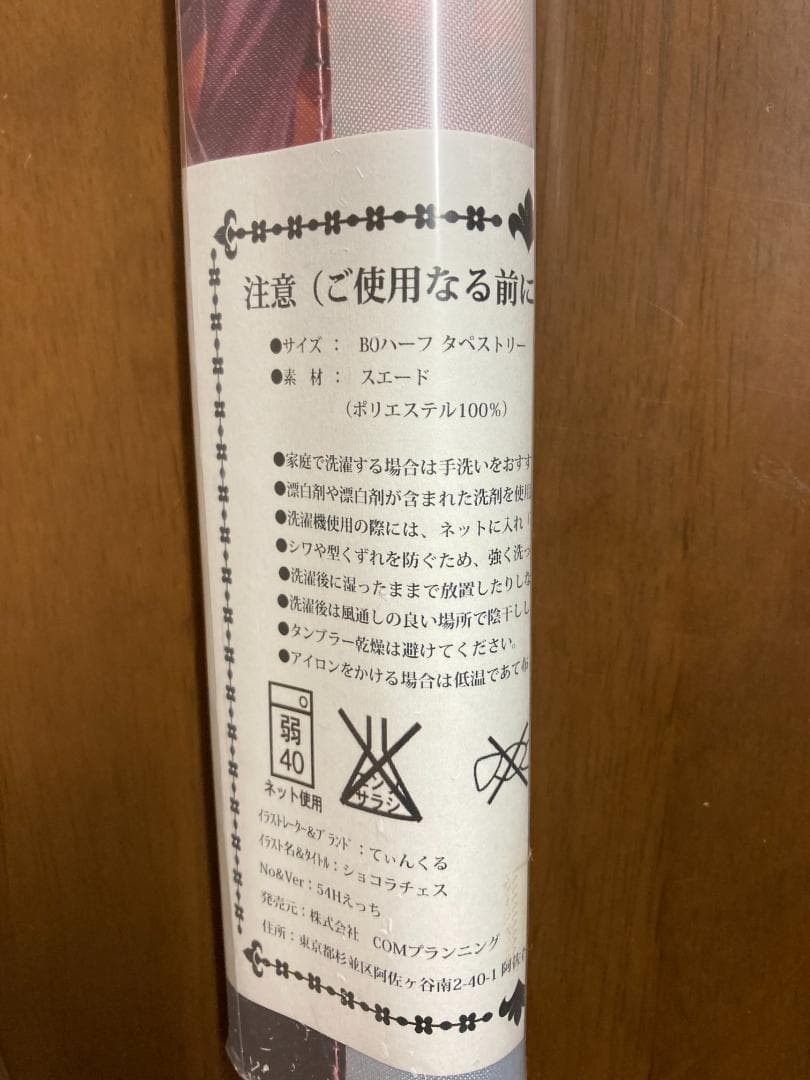 注意（ご使用なる前に
●サイズ： B0ハーフ タペストリー
●素 材： スエード
（ポリエステル100%）
●家庭で洗濯する場合は手洗いをおすす
●漂白剤や漂白剤が含まれた洗剤を使用
●洗濯機使用の際には、ネットに入れ「
●シワや型くずれを防ぐため、強く洗っ
●洗濯後に湿ったままで放置したりしな
●洗濯後は風通しの良い場所で陰干しし
●タンブラー乾燥は避けてください。
●アイロンをかける場合は低温であて布
弱
40
エンソ
サラシ
ネット使用
ｲﾗｽﾄﾚｰﾀｰ&ﾌﾞﾗﾝﾄﾞ：てぃんくる
ｲﾗｽﾄ名&ﾀｲﾄﾙ：ショコラチェス
No&Ver：54Hえっち
発売元：株式会社 COMプランニング
住所：東京都杉並区阿佐ヶ谷南2-40-1 阿佐